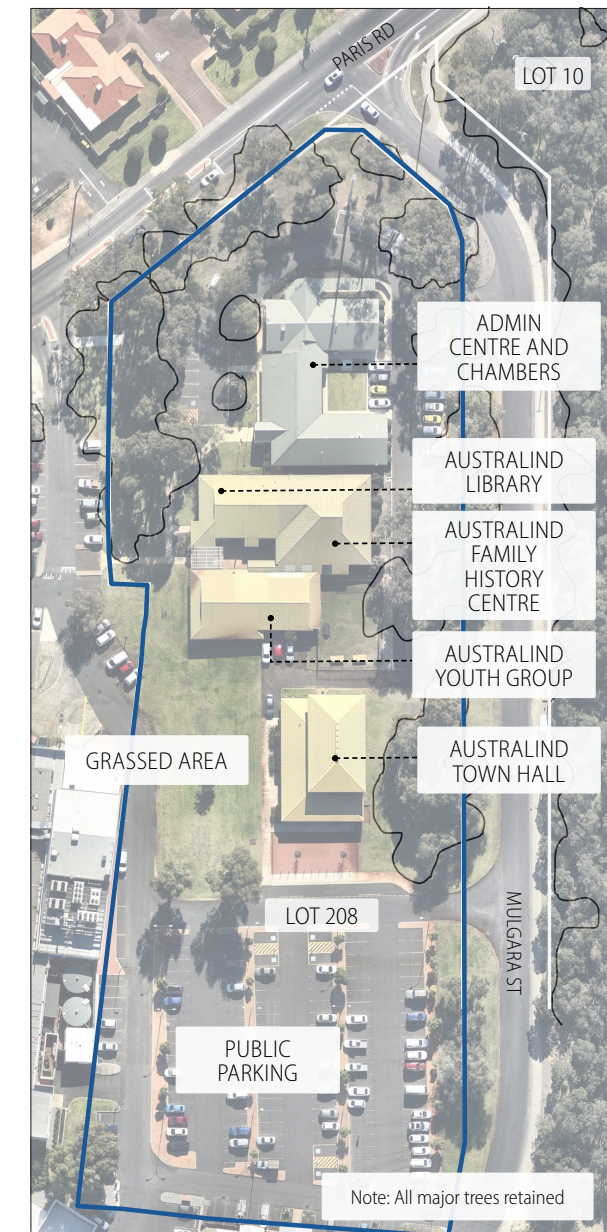 PARIS RD
LOT 10
ADMIN
CENTRE AND
CHAMBERS
AUSTRALIND
LIBRARY
AUSTRALIND
FAMILY
HISTORY
CENTRE
AUSTRALIND
YOUTH GROUP
GRASSED AREA
AUSTRALIND
TOWN HALL
LOT 208
MULGARA ST
PUBLIC
PARKING
Note: All major trees retained